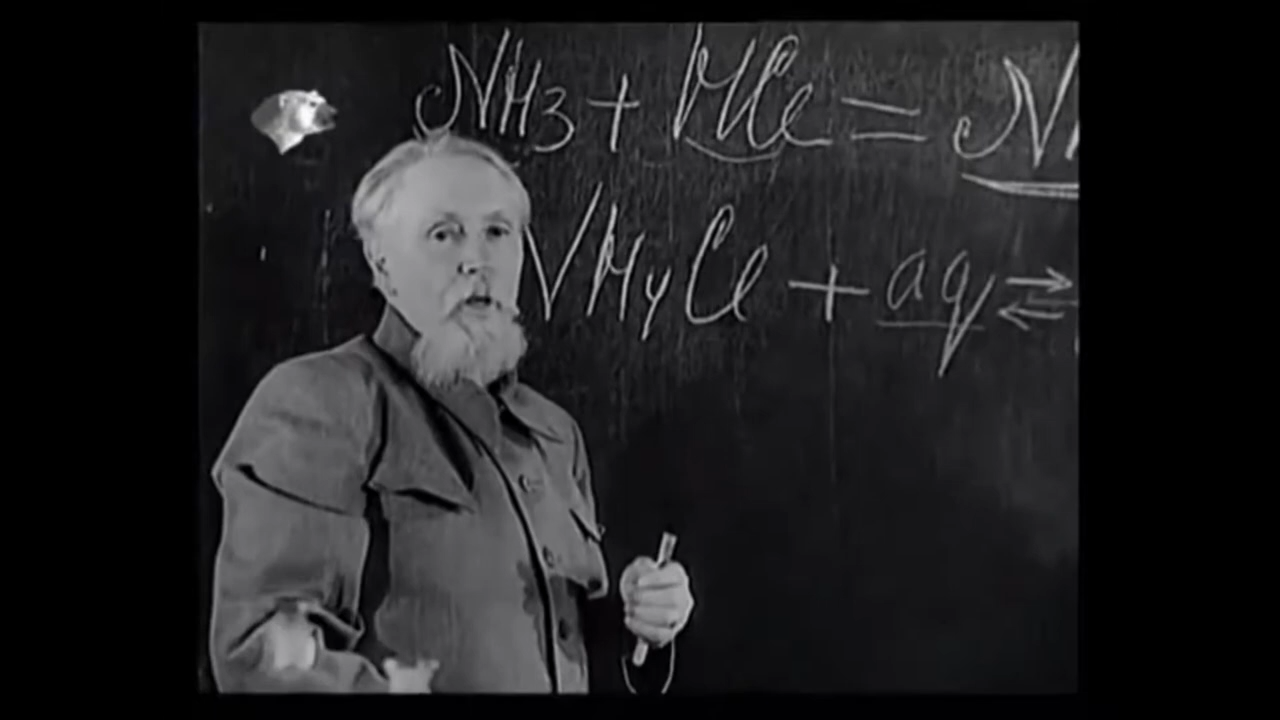 NH3 + HCl = N
NH4Cl + aq ⇌